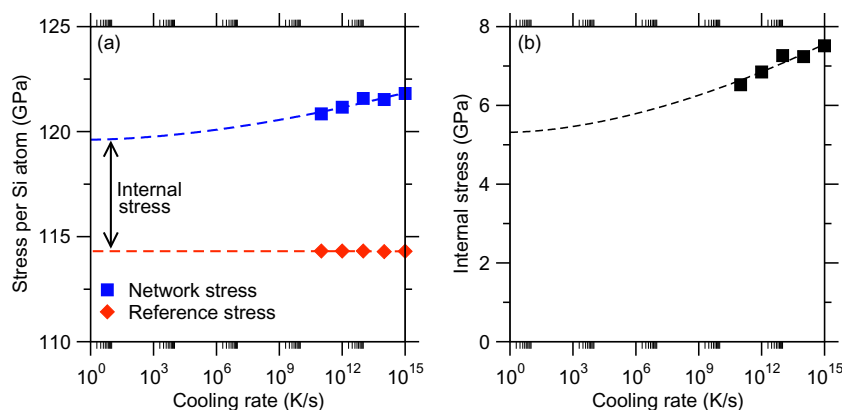 (a)
125
120
115
110
Stress per Si atom (GPa)
Internal
stress
Network stress
Reference stress
10^0 10^3 10^6 10^9 10^12 10^15
Cooling rate (K/s)
(b)
8
6
4
2
0
Internal stress (GPa)
10^0 10^3 10^6 10^9 10^12 10^15
Cooling rate (K/s)